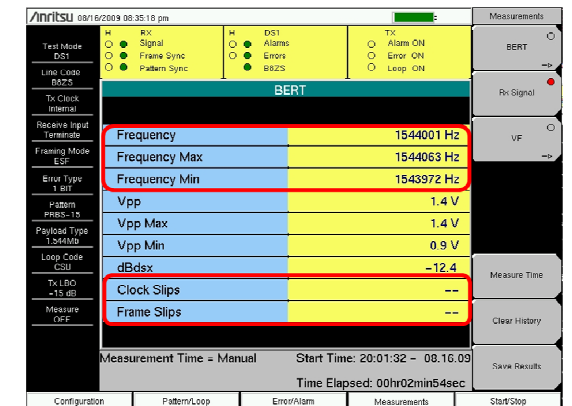 Anritsu 08/16/2009 08:35:18 pm
Measurements
Test Mode
DS1
Line Code
B8ZS
Tx Clock
Internal
Receive Input
Terminate
Framing Mode
ESF
Error Type
1 BIT
Pattern
PRBS-15
Payload Type
1.544Mb
Loop Code
CSU
Tx LBO
-15 dB
Measure
OFF
H RX
Signal
Frame Sync
Pattern Sync
H DS1
Alarms
Errors
B8ZS
TX
Alarm ON
Error ON
Loop ON
BERT
Frequency 1544001 Hz
Frequency Max 1544063 Hz
Frequency Min 1543972 Hz
Vpp 1.4 V
Vpp Max 1.4 V
Vpp Min 0.9 V
dBdsx -12.4
Clock Slips --
Frame Slips --
Measurement Time = Manual Start Time: 20:01:32 - 08.16.09
Time Elapsed: 00hr02min54sec
BERT
-->
Rx Signal
VF
-->
Measure Time
Clear History
Save Results
Configuration Pattern/Loop Error/Alarm Measurements Start/Stop